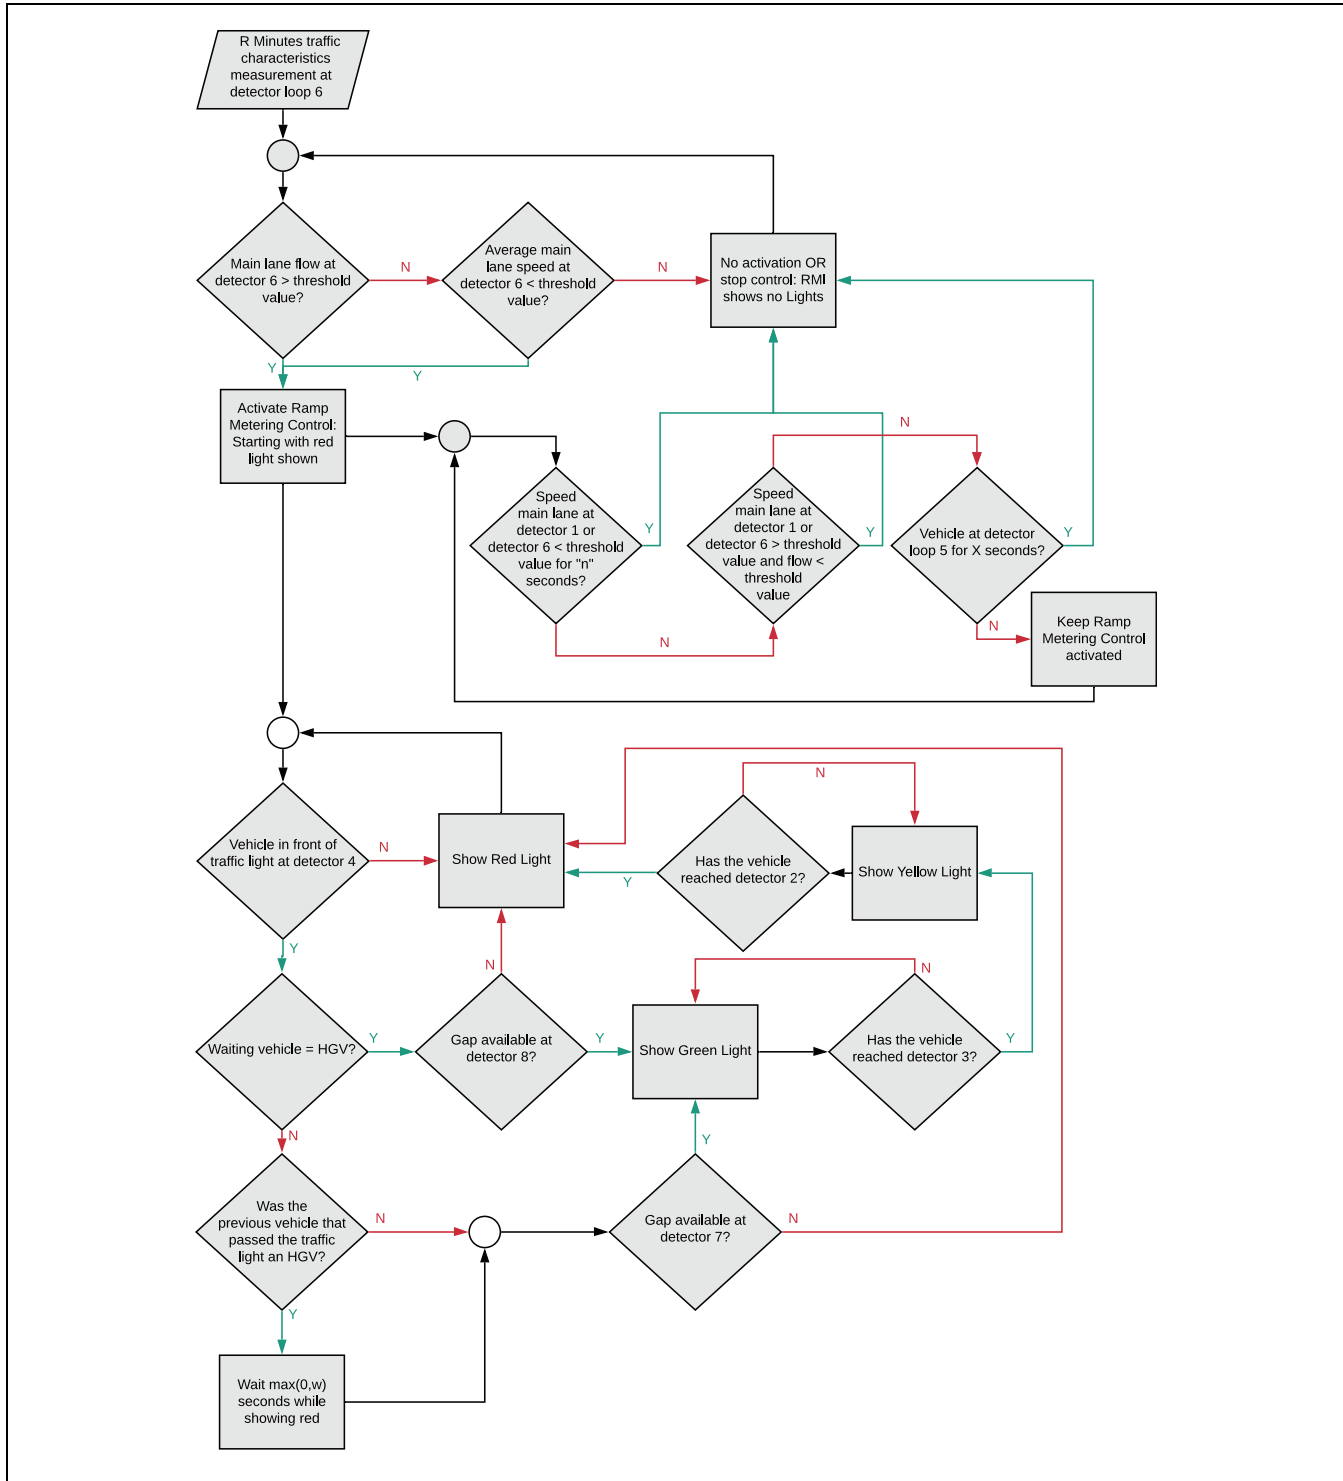 R Minutes traffic
characteristics
measurement at
detector loop 6
Main lane flow at
detector 6 > threshold
value?
N
Average main
lane speed at
detector 6 < threshold
value?
N
No activation OR
stop control: RMI
shows no Lights
Y
Y
Activate Ramp
Metering Control:
Starting with red
light shown
Speed
main lane at
detector 1 or
detector 6 < threshold
value for "n"
seconds?
Y
N
Speed
main lane at
detector 1 or
detector 6 > threshold
value and flow <
threshold
value
Y
N
Vehicle at detector
loop 5 for X seconds?
Y
N
Keep Ramp
Metering Control
activated
Vehicle in front of
traffic light at detector 4
N
Show Red Light
Y
Has the vehicle
reached detector 2?
N
Show Yellow Light
Y
Waiting vehicle = HGV?
Y
Gap available at
detector 8?
N
Y
Show Green Light
N
Has the vehicle
reached detector 3?
Y
N
Was the
previous vehicle that
passed the traffic
light an HGV?
N
Y
Gap available at
detector 7?
N
Y
Wait max(0,w)
seconds while
showing red